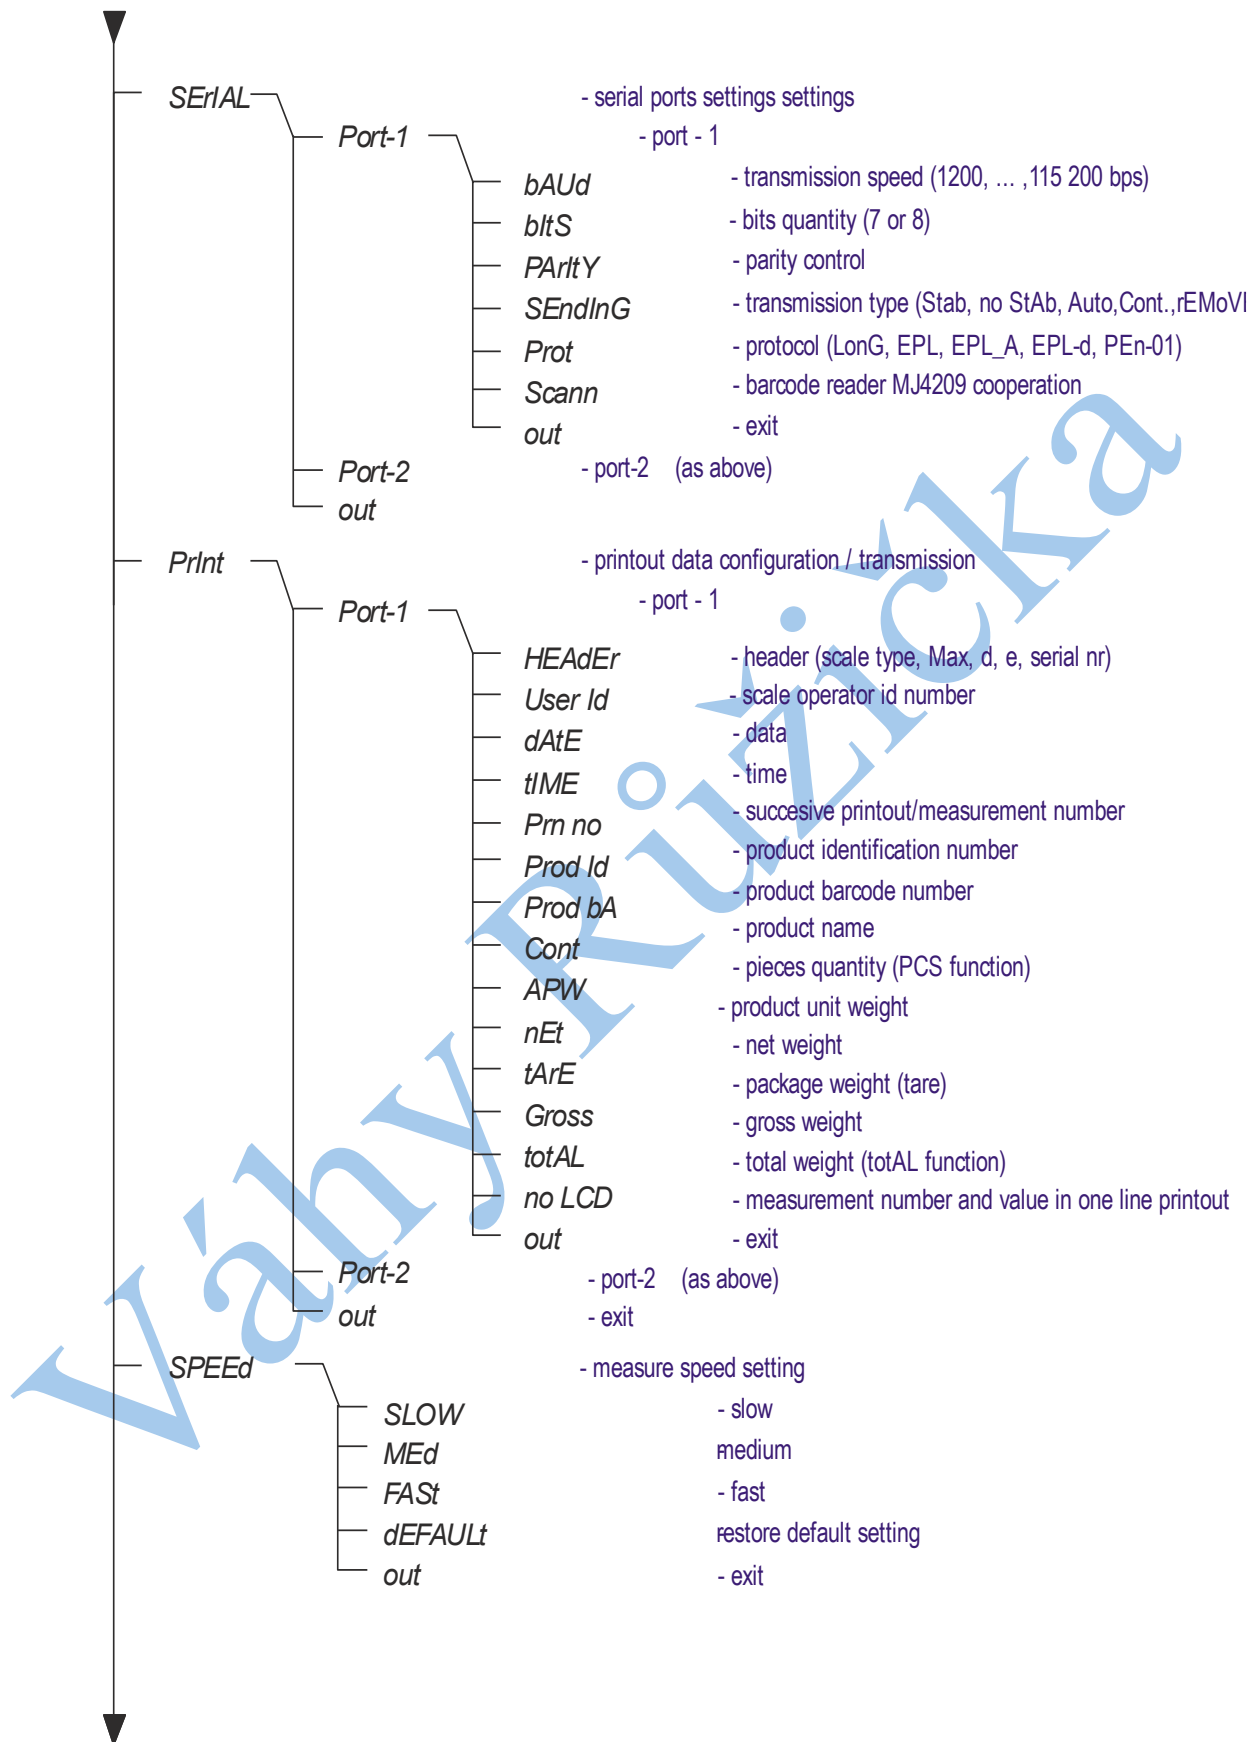 SErIAL - serial ports settings settings
Port-1 - port - 1
bAUd - transmission speed (1200, ... ,115 200 bps)
bItS - bits quantity (7 or 8)
PArItY - parity control
SEndInG - transmission type (Stab, no StAb, Auto,Cont.,rEMoVI
Prot - protocol (LonG, EPL, EPL_A, EPL-d, PEn-01)
Scann - barcode reader MJ4209 cooperation
out - exit
Port-2 - port-2 (as above)
out
PrInt - printout data configuration / transmission
Port-1 - port - 1
HEAdEr - header (scale type, Max, d, e, serial nr)
User Id - scale operator id number
dAtE - data
tIME - time
Prn no - succesive printout/measurement number
Prod Id - product identification number
Prod bA - product barcode number
Cont - product name
APW - pieces quantity (PCS function)
nEt - product unit weight
tArE - net weight
Gross - package weight (tare)
totAL - gross weight
no LCD - total weight (totAL function)
out - measurement number and value in one line printout
- exit
Port-2 - port-2 (as above)
out - exit
SPEEd - measure speed setting
SLOW - slow
MEd - medium
FASt - fast
dEFAULt - restore default setting
out - exit
Váhy Růžička